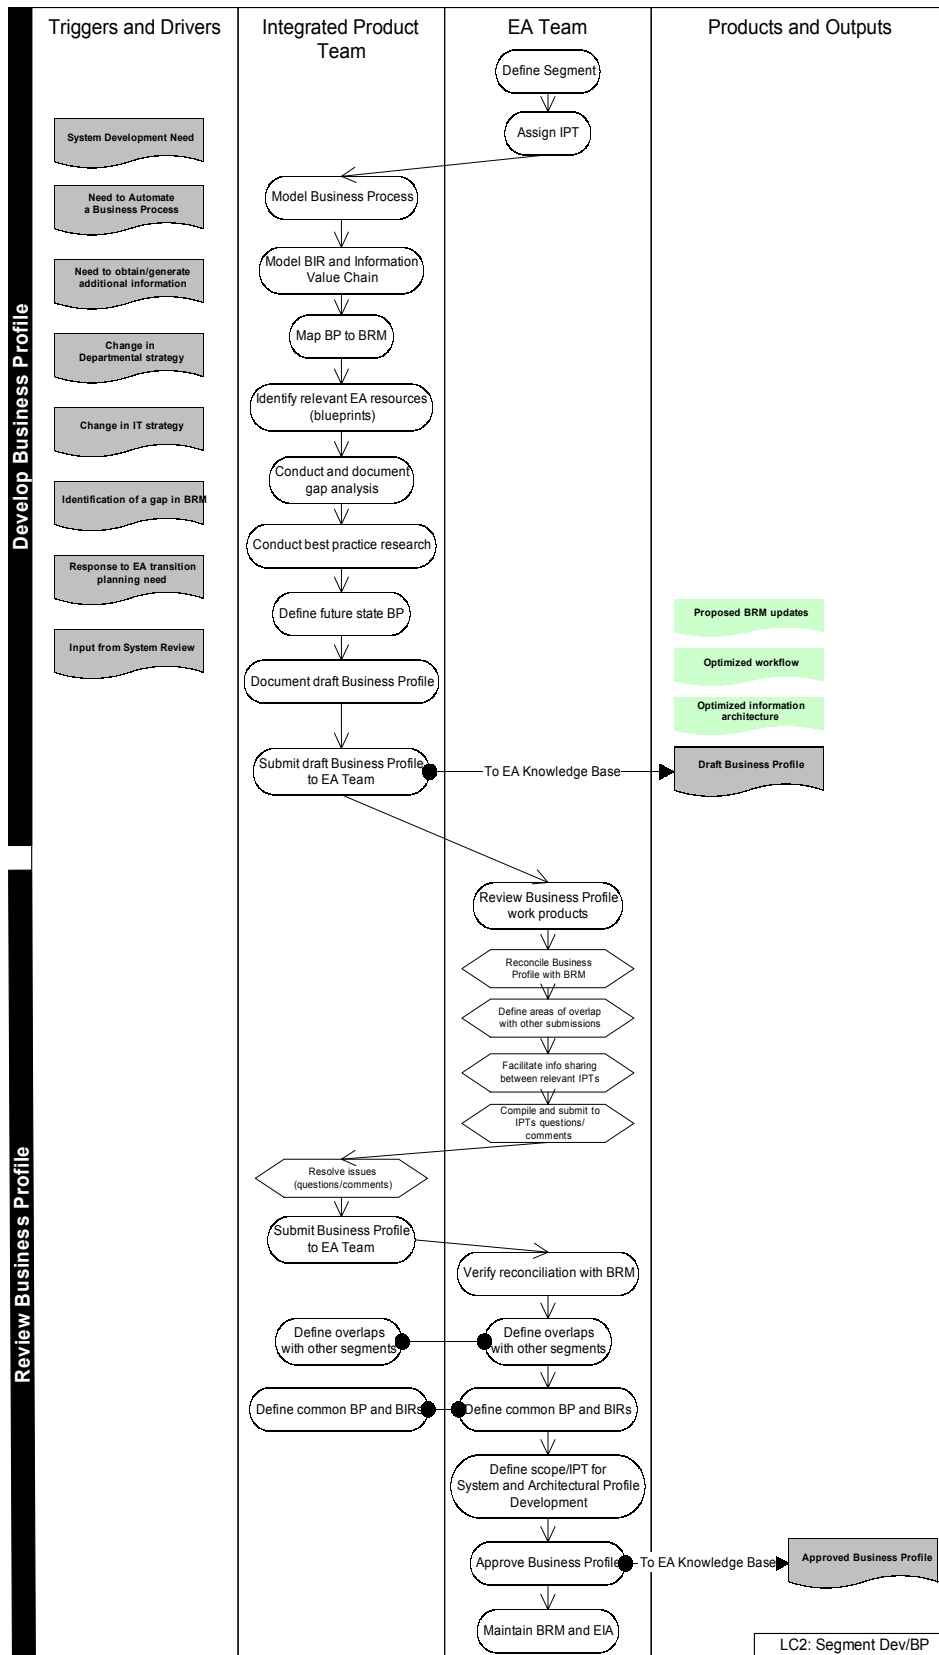 Triggers and Drivers
Integrated Product
Team
EA Team
Products and Outputs
Develop Business Profile
Define Segment
Assign IPT
System Development Need
Need to Automate
a Business Process
Need to obtain/generate
additional information
Change in
Departmental strategy
Change in IT strategy
Identification of a gap in BRM
Response to EA transition
planning need
Input from System Review
Model Business Process
Model BIR and Information
Value Chain
Map BP to BRM
Identify relevant EA resources
(blueprints)
Conduct and document
gap analysis
Conduct best practice research
Define future state BP
Document draft Business Profile
Submit draft Business Profile
to EA Team
To EA Knowledge Base
Proposed BRM updates
Optimized workflow
Optimized information
architecture
Draft Business Profile
Review Business Profile
Review Business Profile
work products
Reconcile Business
Profile with BRM
Define areas of overlap
with other submissions
Facilitate info sharing
between relevant IPTs
Compile and submit to
IPTs questions/
comments
Resolve issues
(questions/comments)
Submit Business Profile
to EA Team
Verify reconciliation with BRM
Define overlaps
with other segments
Define overlaps
with other segments
Define common BP and BIRs
Define common BP and BIRs
Define scope/IPT for
System and Architectural Profile
Development
Approve Business Profile
To EA Knowledge Base
Approved Business Profile
Maintain BRM and EIA
LC2: Segment Dev/BP